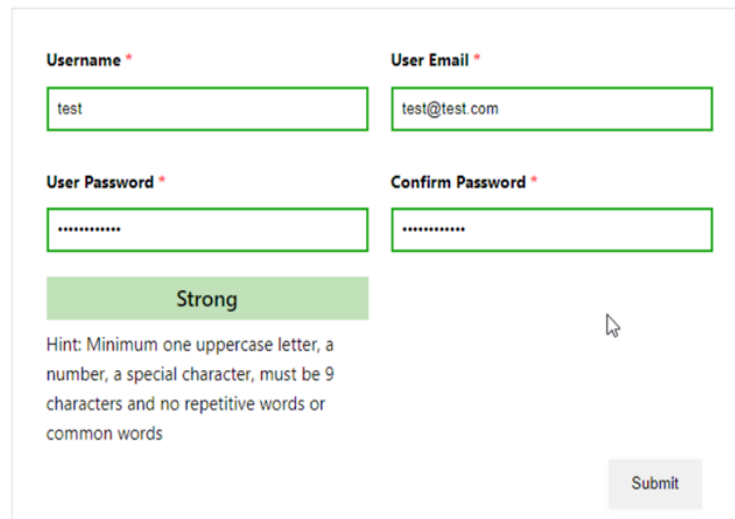 Username *
User Email *
test
test@test.com
User Password *
Confirm Password *
••••••••••••
••••••••••••
Strong
Hint: Minimum one uppercase letter, a
number, a special character, must be 9
characters and no repetitive words or
common words
Submit